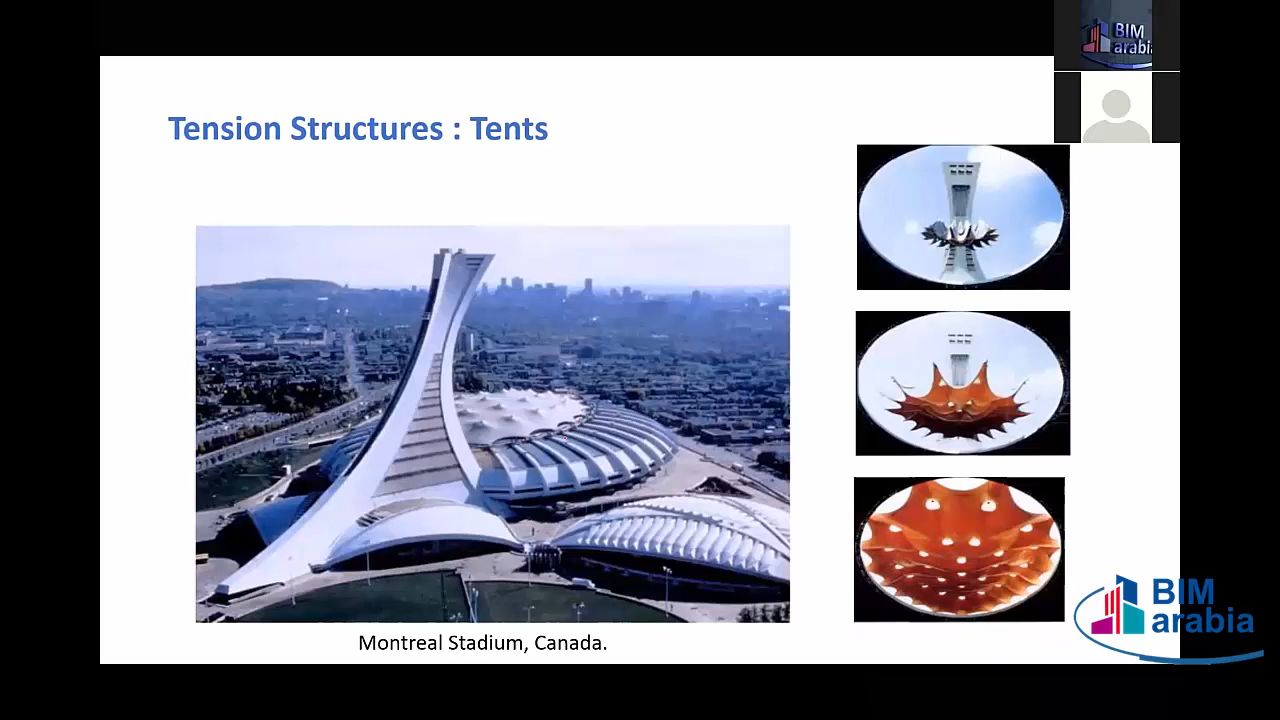 BIM
arabia
Tension Structures : Tents
Montreal Stadium, Canada.
BIM
arabia